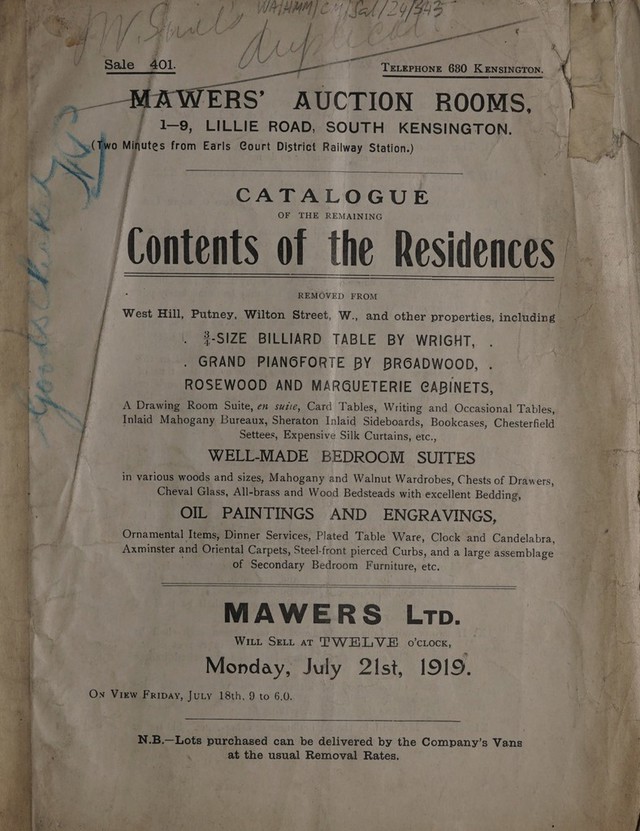 WA/HMM/CY/Sal/24/343
duplicate
Sale 401.
TELEPHONE 680 KENSINGTON.
MAWERS' AUCTION ROOMS,
1—9, LILLIE ROAD, SOUTH KENSINGTON.
(Two Minutes from Earls Court District Railway Station.)
CATALOGUE
OF THE REMAINING
Contents of the Residences
REMOVED FROM
West Hill, Putney, Wilton Street, W., and other properties, including
. ¾-SIZE BILLIARD TABLE BY WRIGHT, .
. GRAND PIANOFORTE BY BROADWOOD, .
ROSEWOOD AND MARQUETERIE CABINETS,
A Drawing Room Suite, en suite, Card Tables, Writing and Occasional Tables,
Inlaid Mahogany Bureaux, Sheraton Inlaid Sideboards, Bookcases, Chesterfield
Settees, Expensive Silk Curtains, etc.,
WELL-MADE BEDROOM SUITES
in various woods and sizes, Mahogany and Walnut Wardrobes, Chests of Drawers,
Cheval Glass, All-brass and Wood Bedsteads with excellent Bedding,
OIL PAINTINGS AND ENGRAVINGS,
Ornamental Items, Dinner Services, Plated Table Ware, Clock and Candelabra,
Axminster and Oriental Carpets, Steel-front pierced Curbs, and a large assemblage
of Secondary Bedroom Furniture, etc.
MAWERS LTD.
WILL SELL AT TWELVE O'CLOCK,
Monday, July 21st, 1919.
ON VIEW FRIDAY, JULY 18th, 9 to 6.0.
N.B.—Lots purchased can be delivered by the Company's Vans
at the usual Removal Rates.